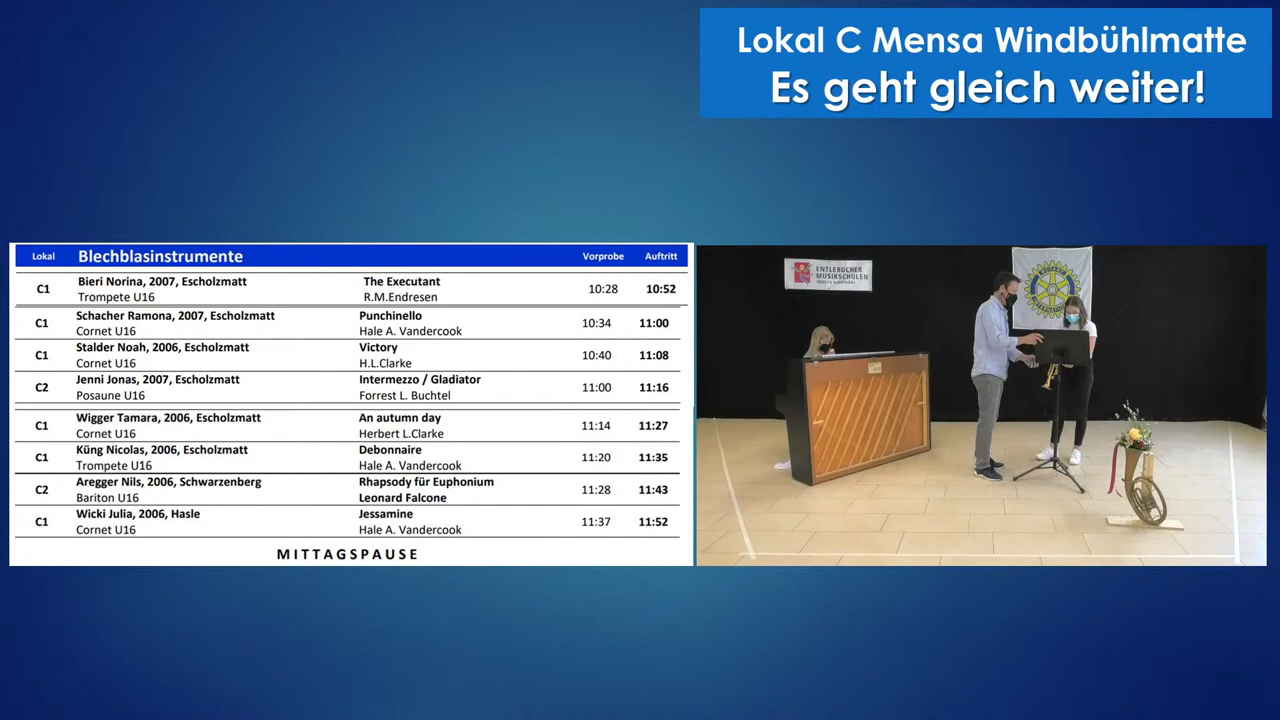 Lokal C Mensa Windbühlmatte
Es geht gleich weiter!
Lokal Blechblasinstrumente Vorprobe Auftritt
C1 Bieri Norina, 2007, Escholzmatt The Executant 10:28 10:52
Trompete U16 R.M.Endresen
C1 Schacher Ramona, 2007, Escholzmatt Punchinello 10:34 11:00
Cornet U16 Hale A. Vandercook
C1 Stalder Noah, 2006, Escholzmatt Victory 10:40 11:08
Cornet U16 H.L.Clarke
C2 Jenni Jonas, 2007, Escholzmatt Intermezzo / Gladiator 11:00 11:16
Posaune U16 Forrest L. Buchtel
C1 Wigger Tamara, 2006, Escholzmatt An autumn day 11:14 11:27
Cornet U16 Herbert L.Clarke
C1 Küng Nicolas, 2006, Escholzmatt Debonnaire 11:20 11:35
Trompete U16 Hale A. Vandercook
C2 Aregger Nils, 2006, Schwarzenberg Rhapsody für Euphonium 11:28 11:43
Bariton U16 Leonard Falcone
C1 Wicki Julia, 2006, Hasle Jessamine 11:37 11:52
Cornet U16 Hale A. Vandercook
MITTAGSPAUSE
ENTLEBUCHER
MUSIKSCHULEN